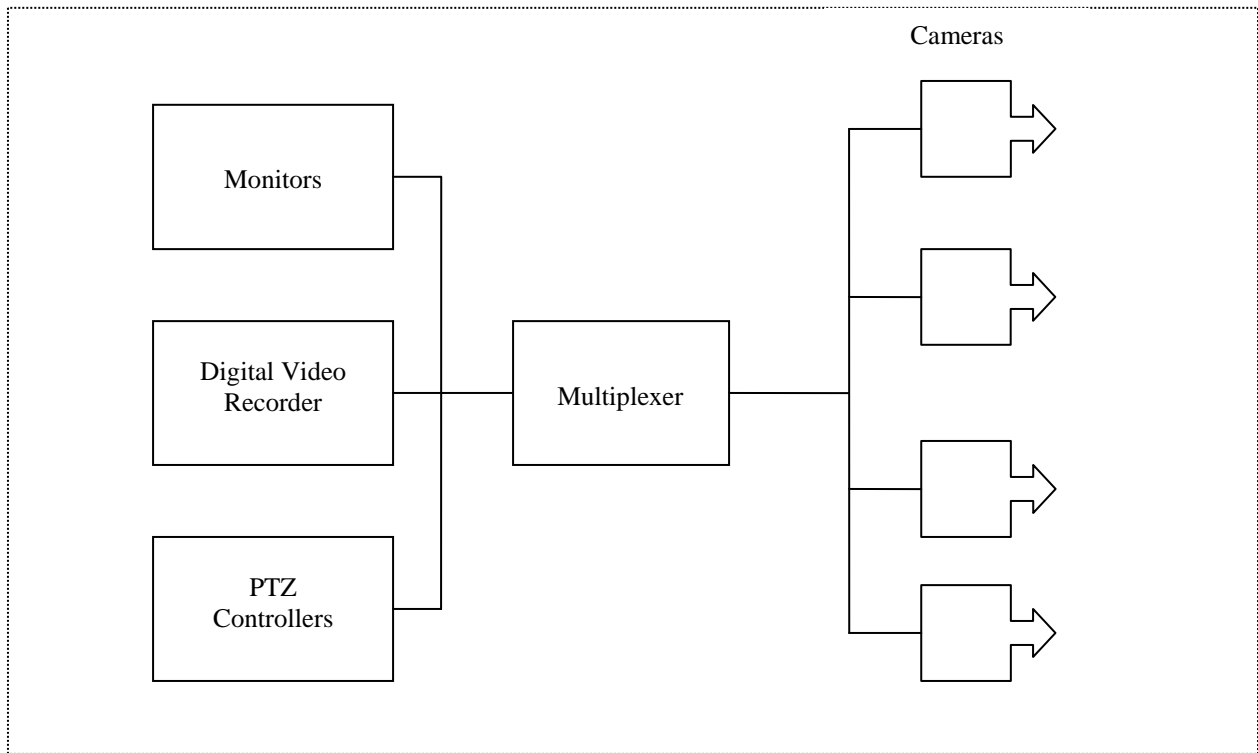 Cameras
Monitors
Digital Video
Recorder
Multiplexer
PTZ
Controllers